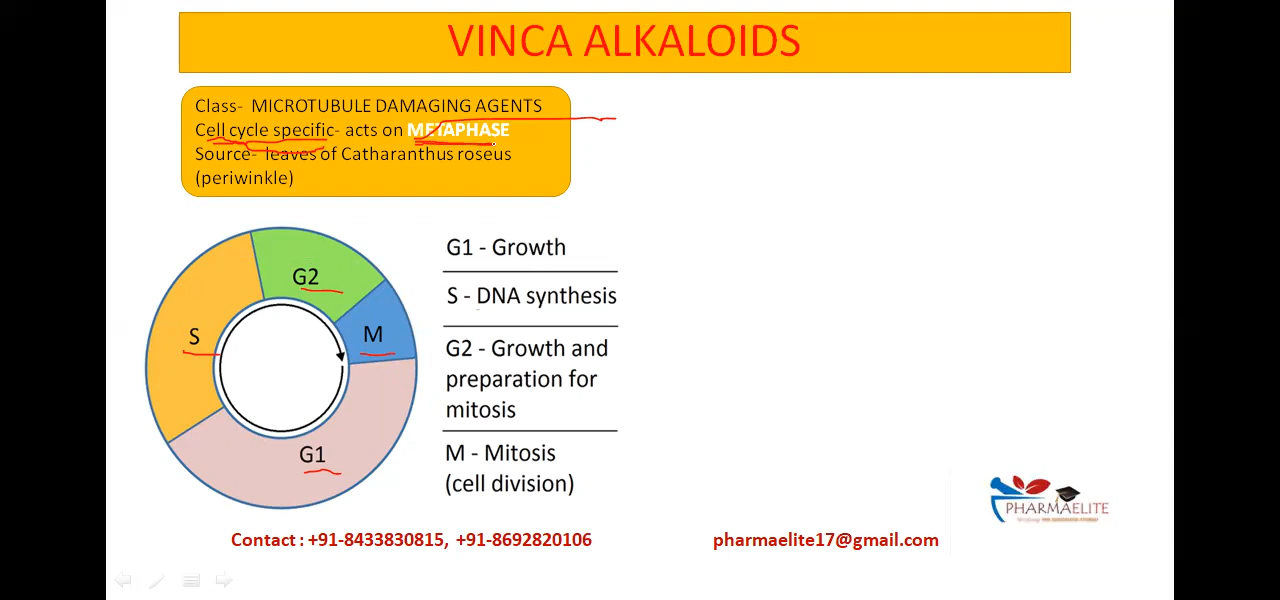 VINCA ALKALOIDS
Class- MICROTUBULE DAMAGING AGENTS
Cell cycle specific- acts on METAPHASE
Source- leaves of Catharanthus roseus
(periwinkle)
G2
S
M
G1
G1 - Growth
S - DNA synthesis
G2 - Growth and
preparation for
mitosis
M - Mitosis
(cell division)
PHARMAELITE
Contact : +91-8433830815, +91-8692820106
pharmaelite17@gmail.com